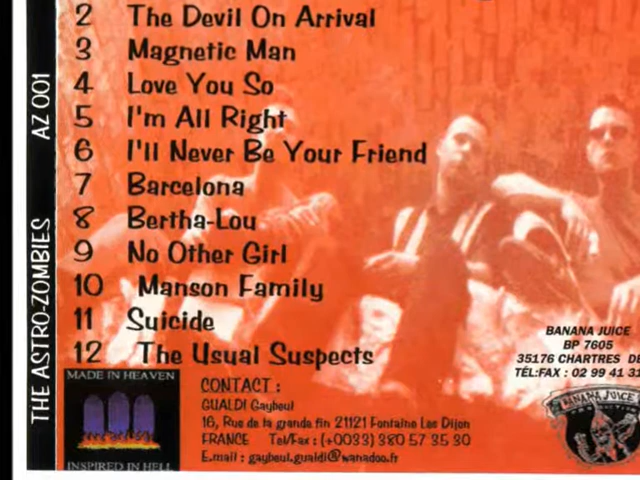 2 The Devil On Arrival
3 Magnetic Man
4 Love You So
5 I'm All Right
6 I'll Never Be Your Friend
7 Barcelona
8 Bertha-Lou
9 No Other Girl
10 Manson Family
11 Suicide
12 The Usual Suspects
THE ASTRO-ZOMBIES AZ 001
MADE IN HEAVEN
INSPIRED IN HELL
CONTACT :
GUALDI Gaybeul
16, Rue de la grande fin 21121 Fontaine Les Dijon
FRANCE Tel/Fax : (+0033) 380 57 35 30
E.mail : gaybeul.gualdi@wanadoo.fr
BANANA JUICE
BP 7605
35176 CHARTRES DE
TÉL:FAX : 02 99 41 31
BANANA JUICE